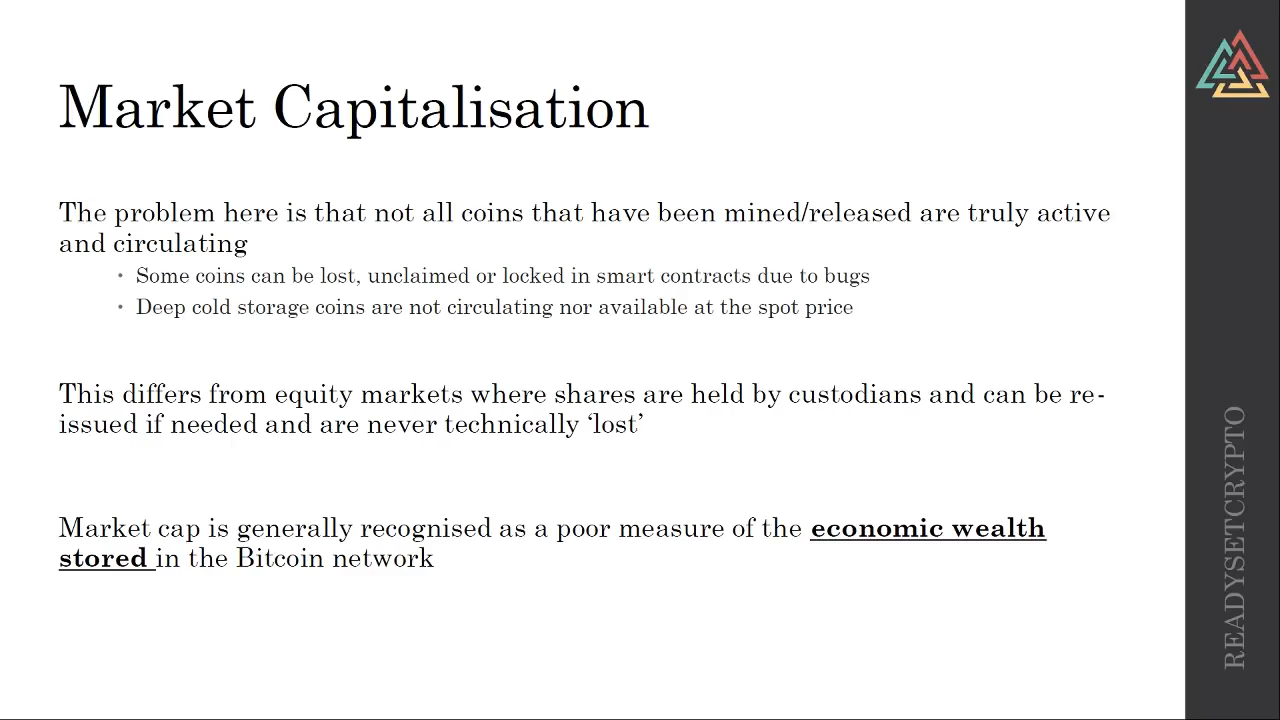 Market Capitalisation
The problem here is that not all coins that have been mined/released are truly active
and circulating
• Some coins can be lost, unclaimed or locked in smart contracts due to bugs
• Deep cold storage coins are not circulating nor available at the spot price
This differs from equity markets where shares are held by custodians and can be re-
issued if needed and are never technically ‘lost’
Market cap is generally recognised as a poor measure of the economic wealth
stored in the Bitcoin network
READYSETCRYPTO